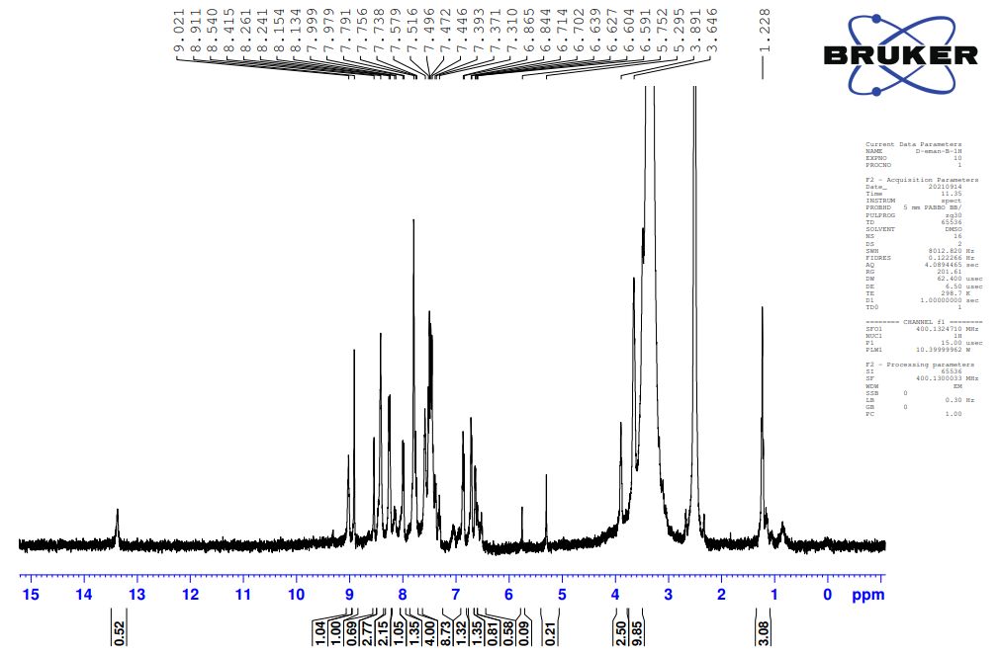 9.021
8.911
8.540
8.415
8.261
8.241
8.154
8.134
7.999
7.979
7.791
7.756
7.738
7.579
7.516
7.496
7.472
7.446
7.393
7.371
7.310
6.865
6.844
6.714
6.702
6.639
6.627
6.604
6.591
5.752
5.295
3.891
3.646
1.228
BRUKER
Current Data Parameters
NAME D-eman-B-1H
EXPNO 10
PROCNO 1
F2 - Acquisition Parameters
Date_ 20210914
Time 11.35
INSTRUM spect
PROBHD 5 mm PABBO BB/
PULPROG zg30
TD 65536
SOLVENT DMSO
NS 16
DS 2
SWH 8012.820 Hz
FIDRES 0.122266 Hz
AQ 4.0894465 sec
RG 201.61
DW 62.400 usec
DE 6.50 usec
TE 298.7 K
D1 1.00000000 sec
TD0 1
======== CHANNEL f1 ========
SFO1 400.1324710 MHz
NUC1 1H
P1 15.00 usec
PLW1 10.39999962 W
F2 - Processing parameters
SI 65536
SF 400.1300033 MHz
WDW EM
SSB 0
LB 0.30 Hz
GB 0
PC 1.00
15 14 13 12 11 10 9 8 7 6 5 4 3 2 1 0 ppm
0.52
1.04
1.00
0.69
2.77
2.15
1.05
1.35
4.00
8.73
1.32
1.35
0.81
0.58
0.09
0.21
2.50
9.85
3.08